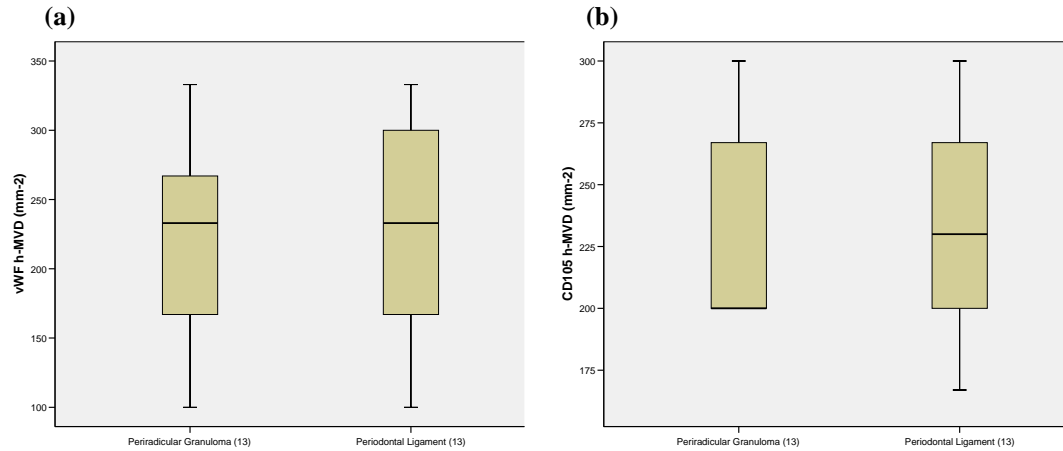 (a)
vWF h-MVD (mm-2)
350
300
250
200
150
100
Periradicular Granuloma (13)
Periodontal Ligament (13)
(b)
CD105 h-MVD (mm-2)
300
275
250
225
200
175
Periradicular Granuloma (13)
Periodontal Ligament (13)